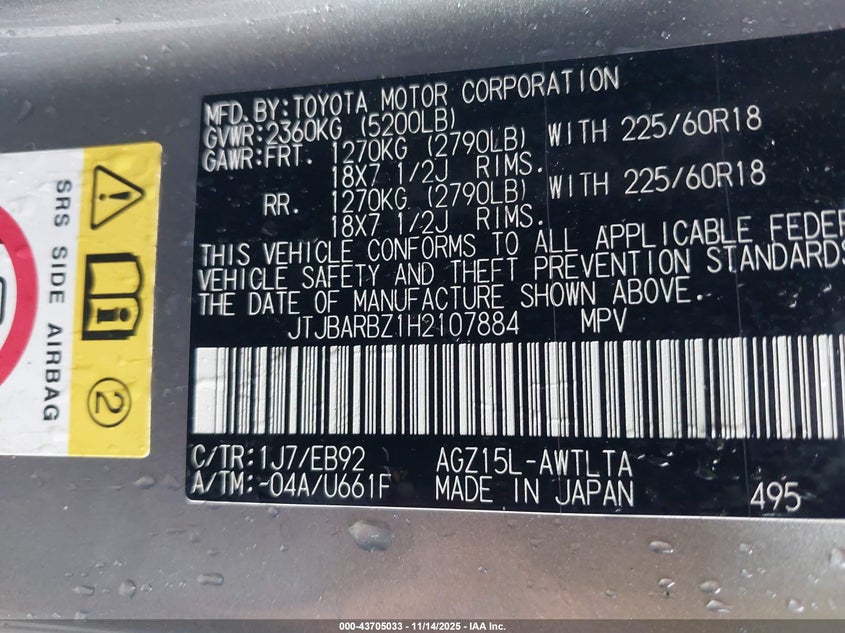 MFD.BY:TOYOTA MOTOR CORPORATION
GVWR:2360KG (5200LB)
GAWR:FRT. 1270KG (2790LB) WITH 225/60R18
18X7 1/2J RIMS.
RR. 1270KG (2790LB) WITH 225/60R18
18X7 1/2J RIMS.
THIS VEHICLE CONFORMS TO ALL APPLICABLE FEDER
VEHICLE SAFETY AND THEFT PREVENTION STANDARDS
THE DATE OF MANUFACTURE SHOWN ABOVE.
JTJBARBZ1H2107884 MPV
C/TR:1J7/EB92 AGZ15L-AWTLTA
A/TM:-04A/U661F MADE IN JAPAN 495
SRS SIDE AIRBAG
2
000-43705033 - 11/14/2025 - IAA Inc.